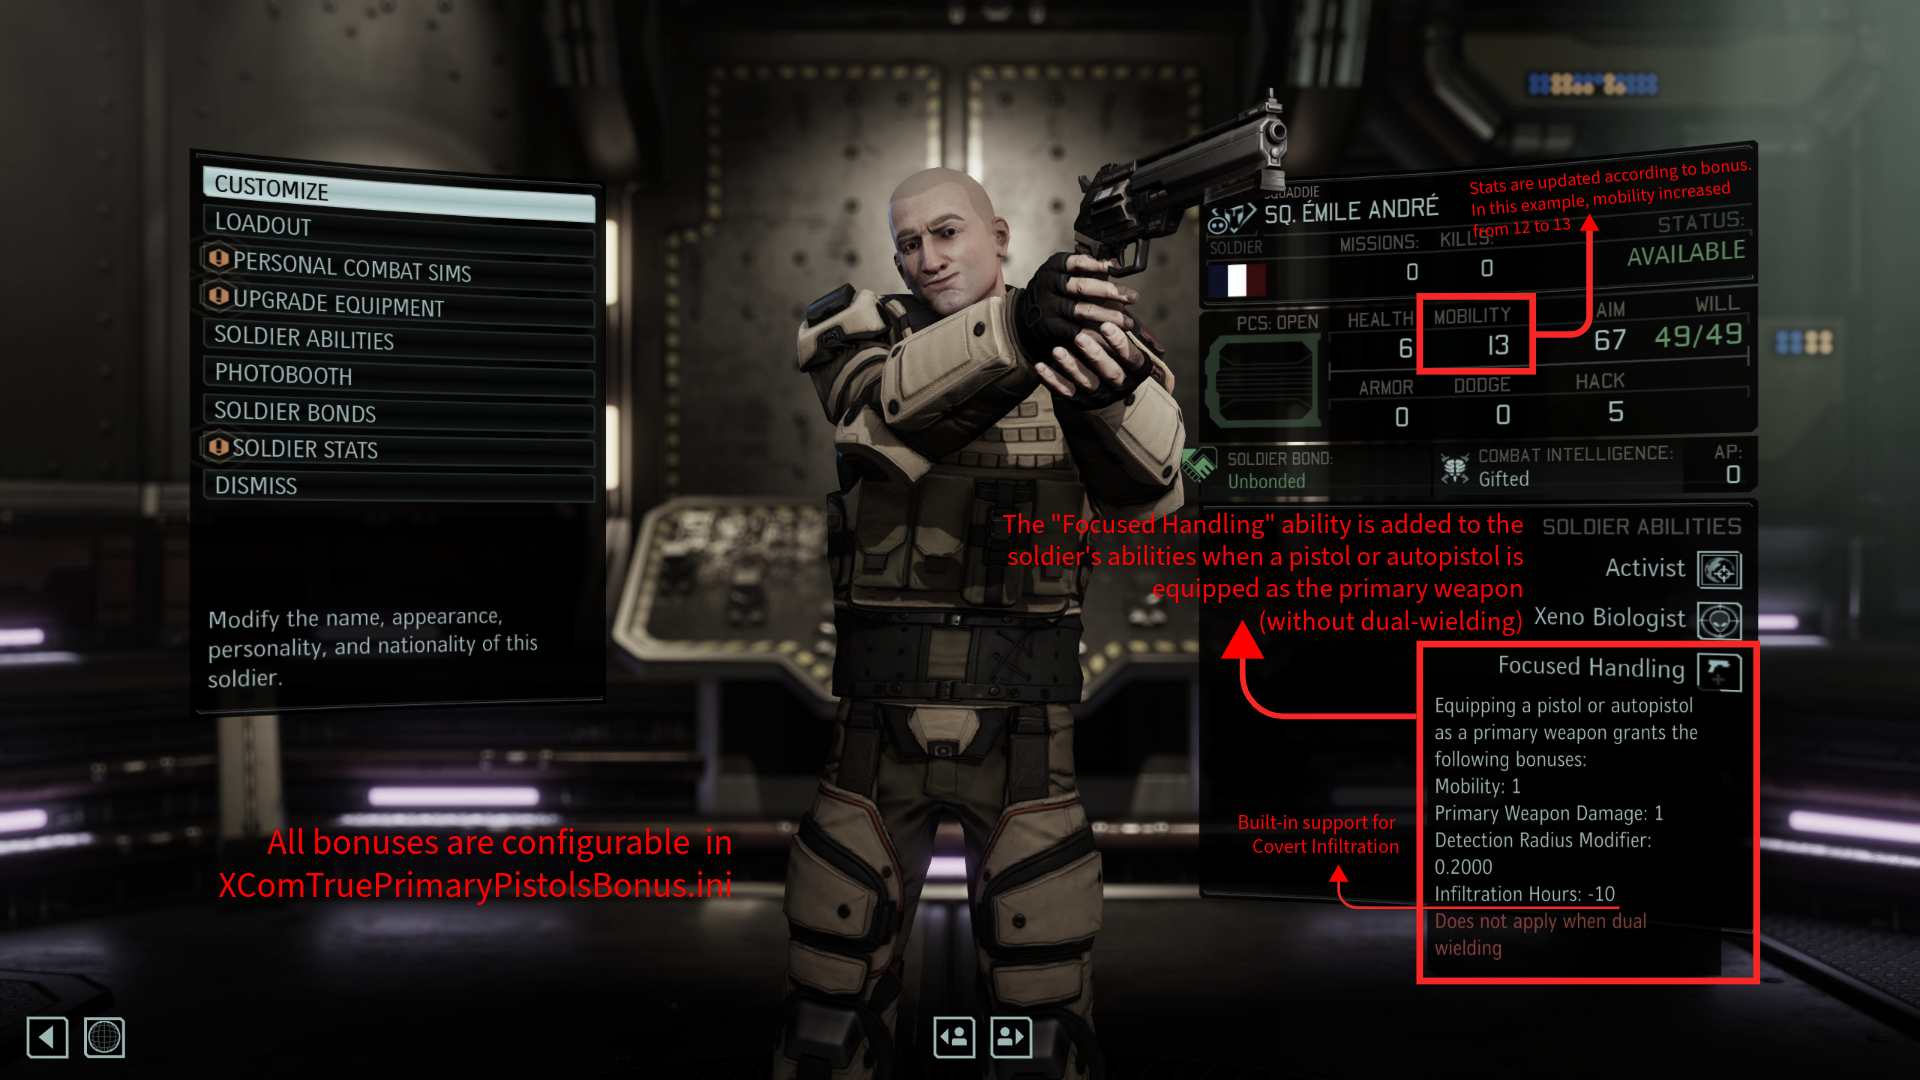 CUSTOMIZE
LOADOUT
PERSONAL COMBAT SIMS
UPGRADE EQUIPMENT
SOLDIER ABILITIES
PHOTOBOOTH
SOLDIER BONDS
SOLDIER STATS
DISMISS
Modify the name, appearance,
personality, and nationality of this
soldier.
All bonuses are configurable in
XComTruePrimaryPistolsBonus.ini
SQUADDIE
SQ. ÉMILE ANDRÉ
SOLDIER
Stats are updated according to bonus.
In this example, mobility increased
from 12 to 13
MISSIONS: KILLS:
0 0
STATUS:
AVAILABLE
PCS: OPEN
HEALTH MOBILITY AIM WILL
6 13 67 49/49
ARMOR DODGE HACK
0 0 5
SOLDIER BOND:
Unbonded
COMBAT INTELLIGENCE:
Gifted
AP:
0
The "Focused Handling" ability is added to the
soldier's abilities when a pistol or autopistol is
equipped as the primary weapon
(without dual-wielding)
SOLDIER ABILITIES
Activist
Xeno Biologist
Focused Handling
Equipping a pistol or autopistol
as a primary weapon grants the
following bonuses:
Mobility: 1
Primary Weapon Damage: 1
Detection Radius Modifier:
0.2000
Infiltration Hours: -10
Does not apply when dual
wielding
Built-in support for
Covert Infiltration